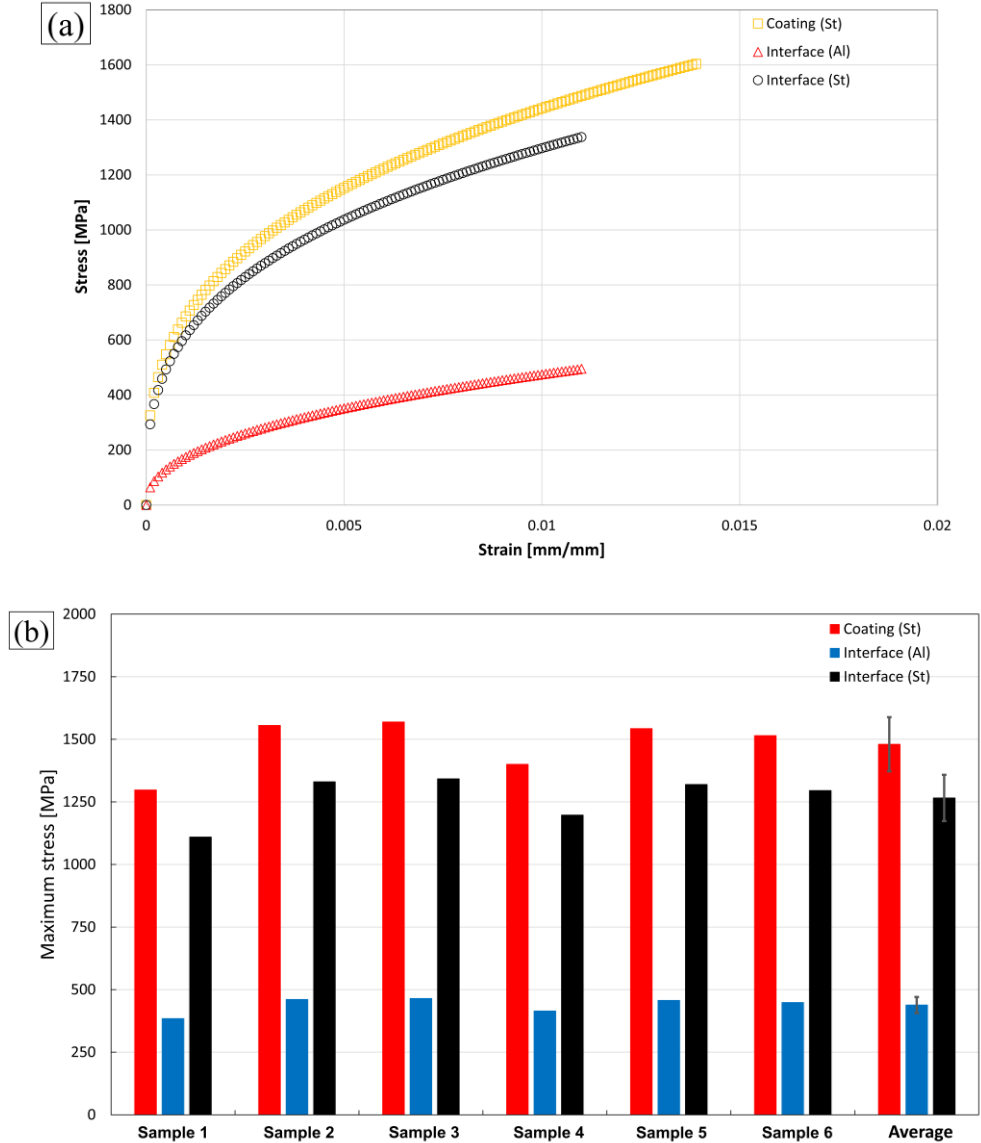 (a)
Stress [MPa]
1800
1600
1400
1200
1000
800
600
400
200
0
Coating (St)
Interface (Al)
Interface (St)
0 0.005 0.01 0.015 0.02
Strain [mm/mm]
(b)
Maximum stress [MPa]
2000
1750
1500
1250
1000
750
500
250
0
Coating (St)
Interface (Al)
Interface (St)
Sample 1 Sample 2 Sample 3 Sample 4 Sample 5 Sample 6 Average